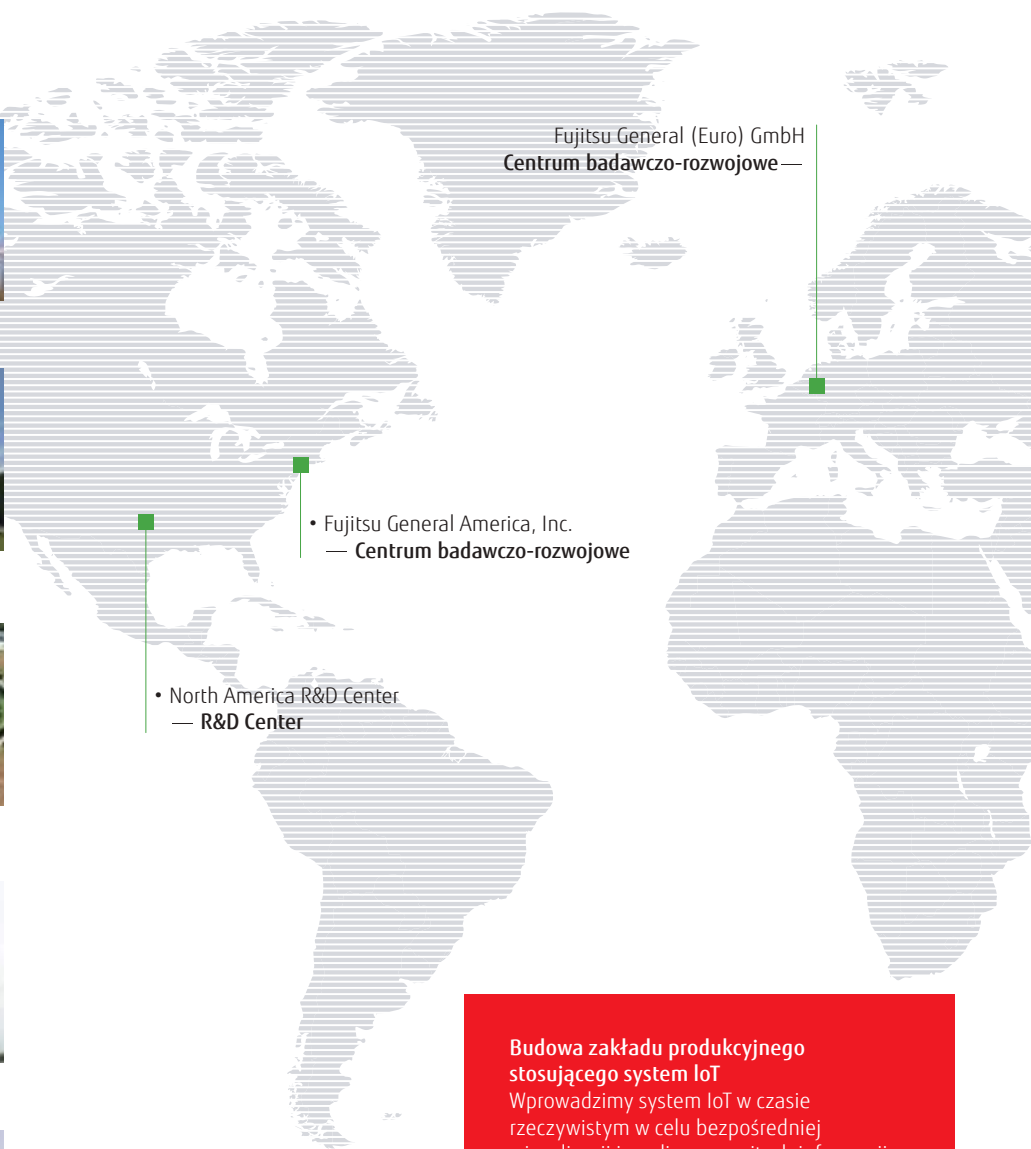 Fujitsu General (Euro) GmbH
Centrum badawczo-rozwojowe —
• Fujitsu General America, Inc.
— Centrum badawczo-rozwojowe
• North America R&D Center
— R&D Center
Budowa zakładu produkcyjnego
stosującego system IoT
Wprowadzimy system IoT w czasie
rzeczywistym w celu bezpośredniej